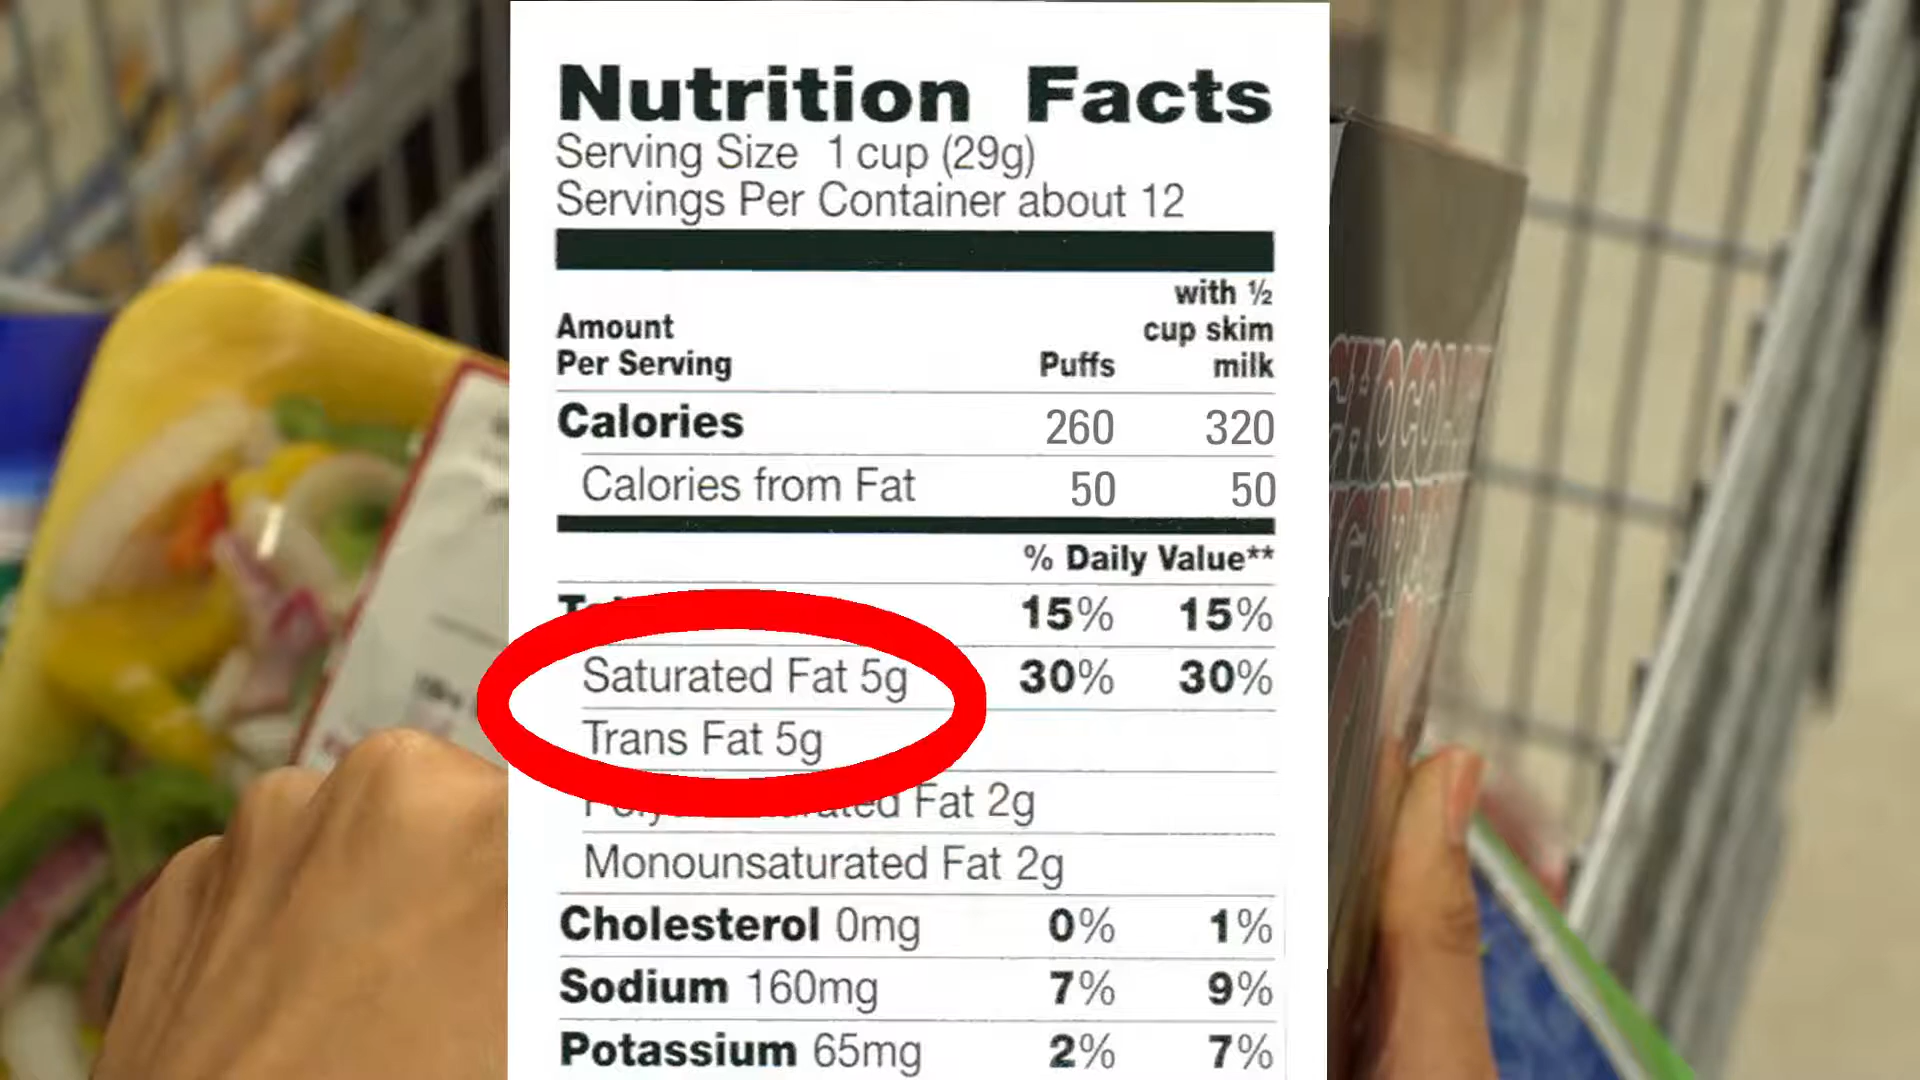 Nutrition Facts
Serving Size 1 cup (29g)
Servings Per Container about 12
Amount Per Serving
Puffs
with ½ cup skim milk
Calories 260 320
Calories from Fat 50 50
% Daily Value**
15% 15%
Saturated Fat 5g 30% 30%
Trans Fat 5g
Fat 2g
Monounsaturated Fat 2g
Cholesterol 0mg 0% 1%
Sodium 160mg 7% 9%
Potassium 65mg 2% 7%